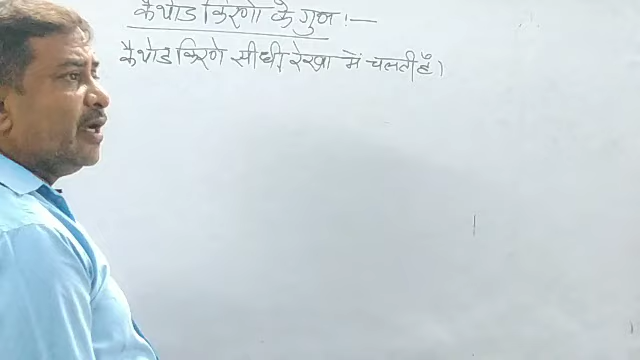 कैथोड किरणों के गुण :—
कैथोड किरणे सीधी रेखा में चलती हैं।